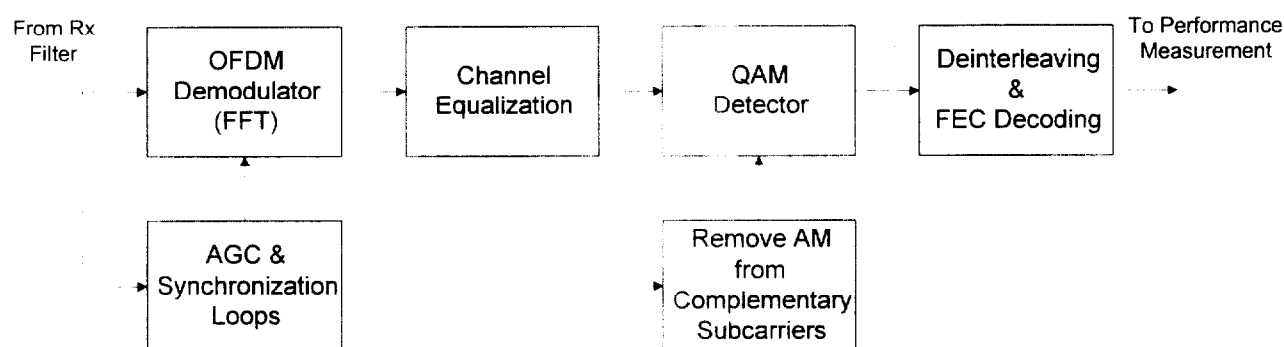 From Rx
Filter
OFDM
Demodulator
(FFT)
Channel
Equalization
QAM
Detector
Deinterleaving
&
FEC Decoding
To Performance
Measurement
AGC &
Synchronization
Loops
Remove AM
from
Complementary
Subcarriers